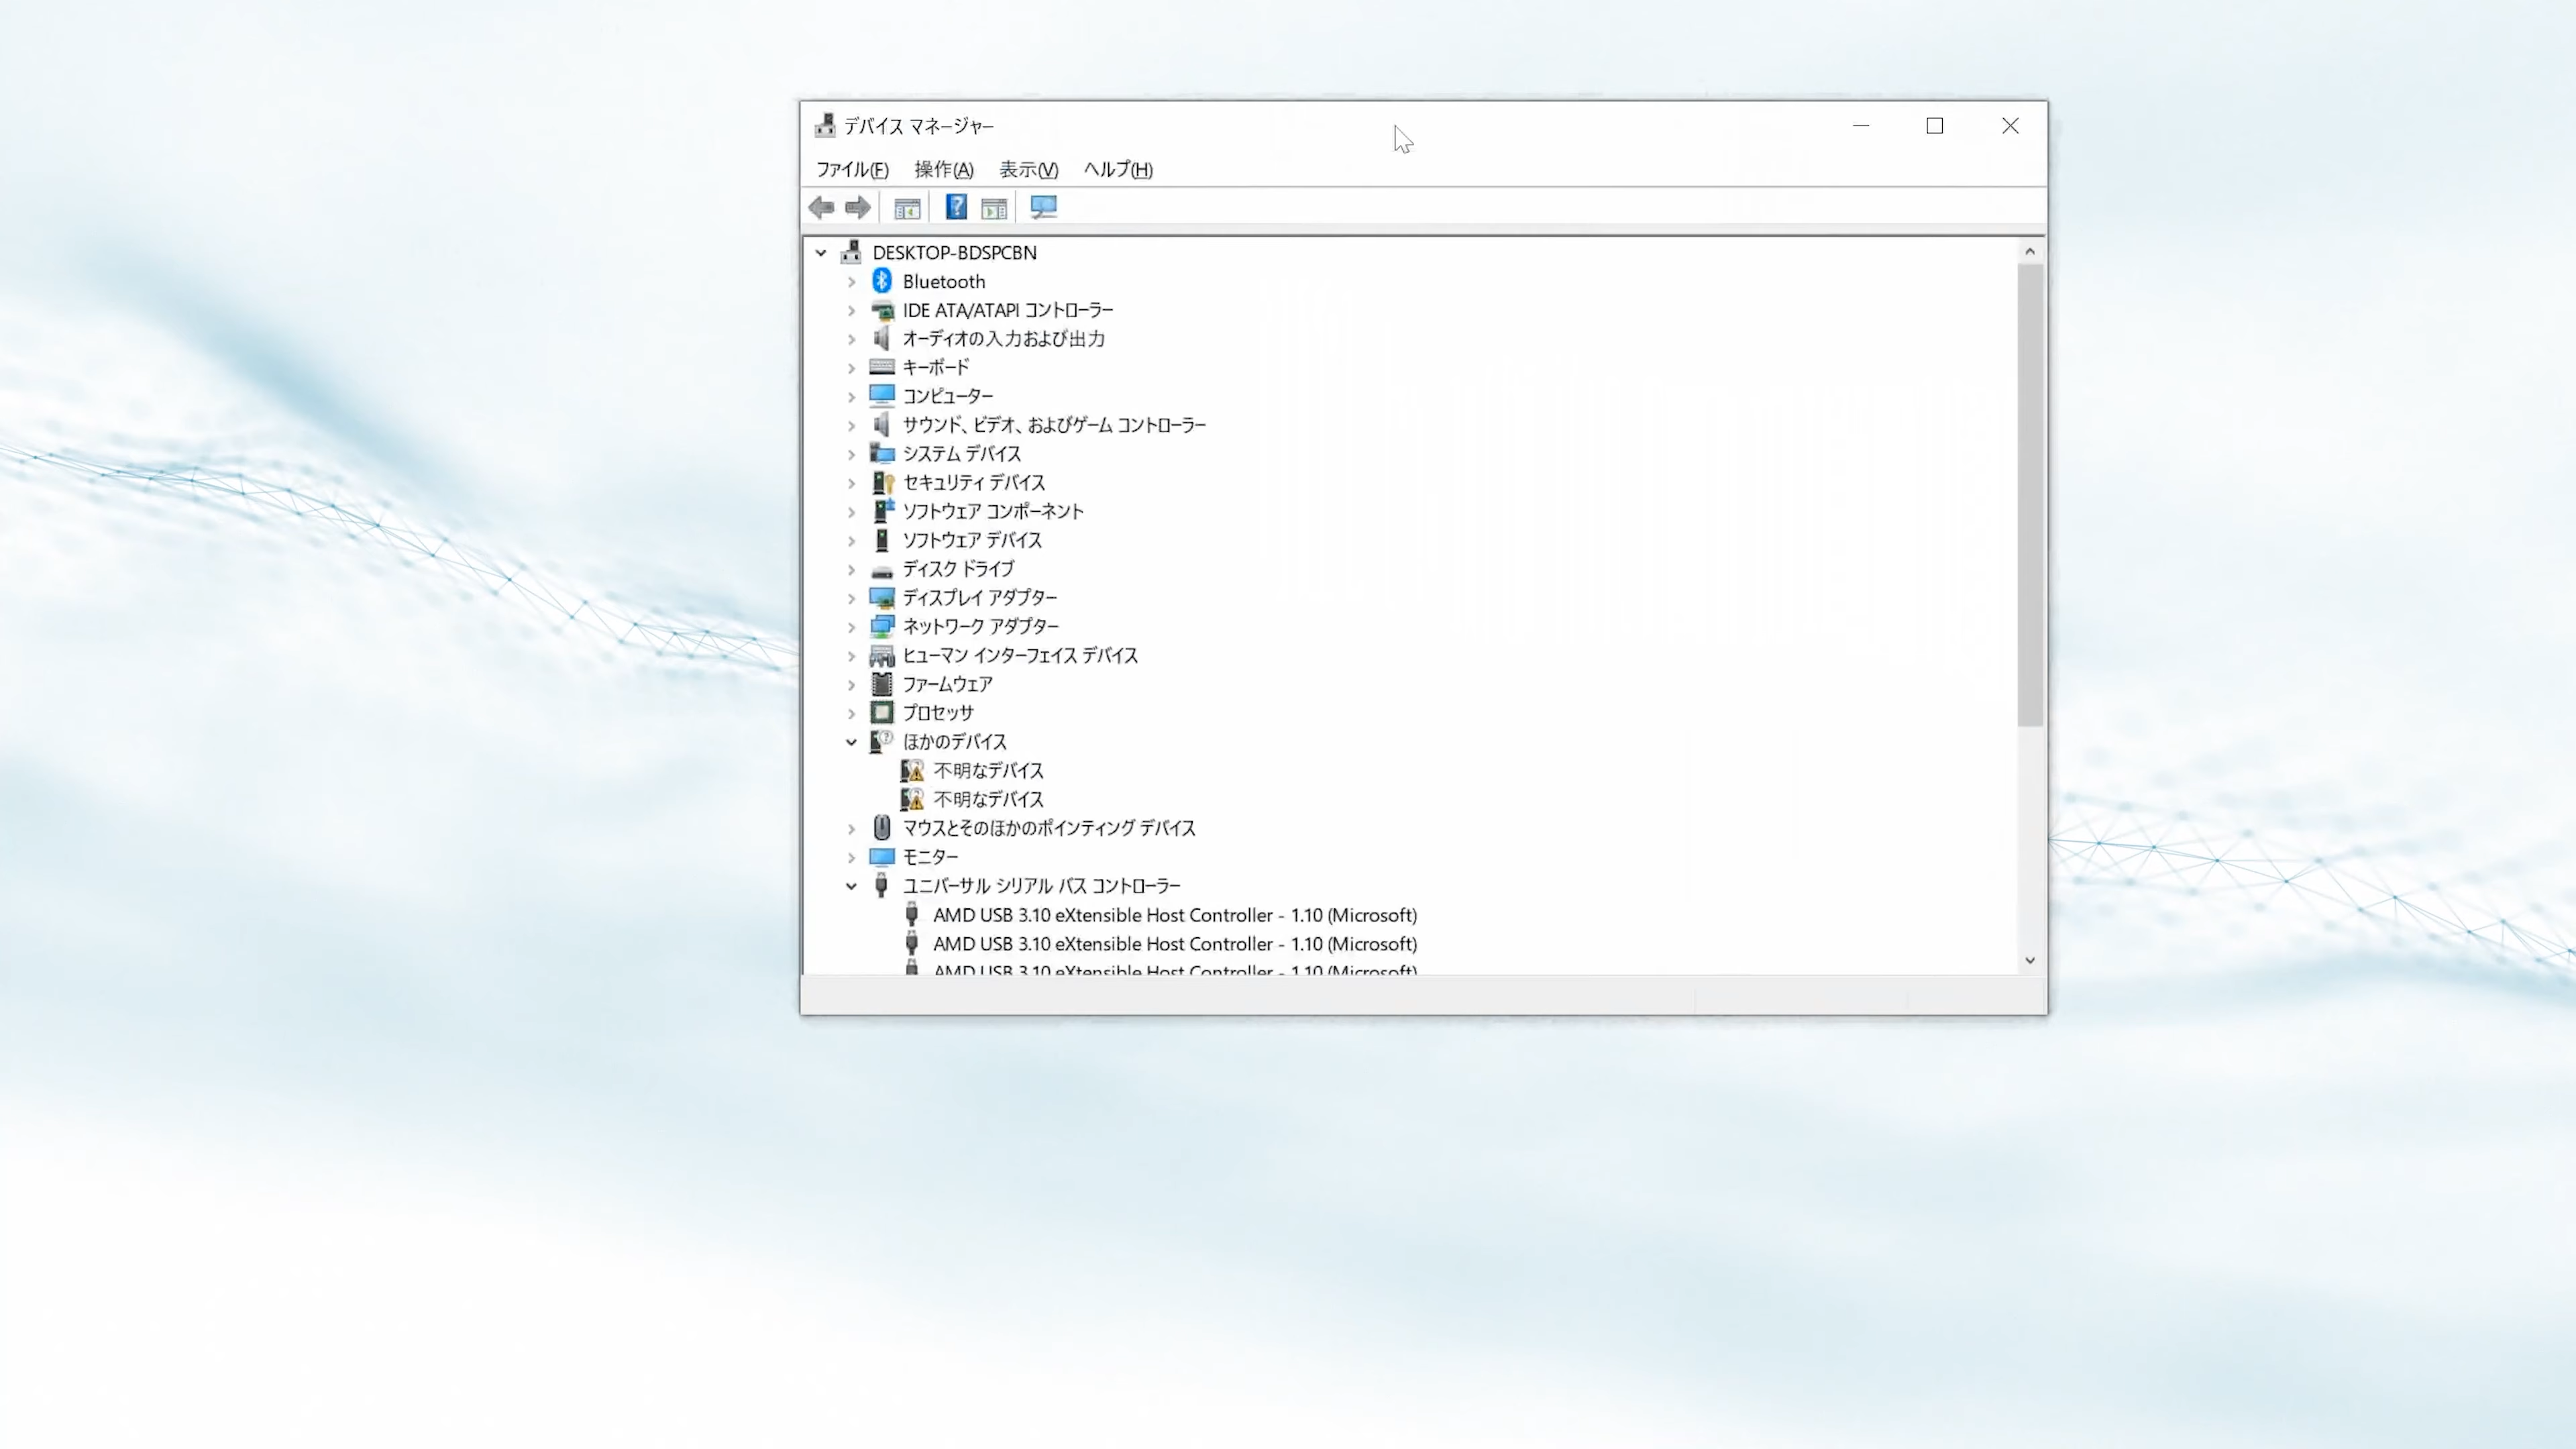 デバイス マネージャー
ファイル(F) 操作(A) 表示(V) ヘルプ(H)
DESKTOP-BDSPCBN
Bluetooth
IDE ATA/ATAPI コントローラー
オーディオの入力および出力
キーボード
コンピューター
サウンド、ビデオ、およびゲーム コントローラー
システム デバイス
セキュリティ デバイス
ソフトウェア コンポーネント
ソフトウェア デバイス
ディスク ドライブ
ディスプレイ アダプター
ネットワーク アダプター
ヒューマン インターフェイス デバイス
ファームウェア
プロセッサ
ほかのデバイス
不明なデバイス
不明なデバイス
マウスとそのほかのポインティング デバイス
モニター
ユニバーサル シリアル バス コントローラー
AMD USB 3.10 eXtensible Host Controller - 1.10 (Microsoft)
AMD USB 3.10 eXtensible Host Controller - 1.10 (Microsoft)
AMD USB 3.10 eXtensible Host Controller - 1.10 (Microsoft)